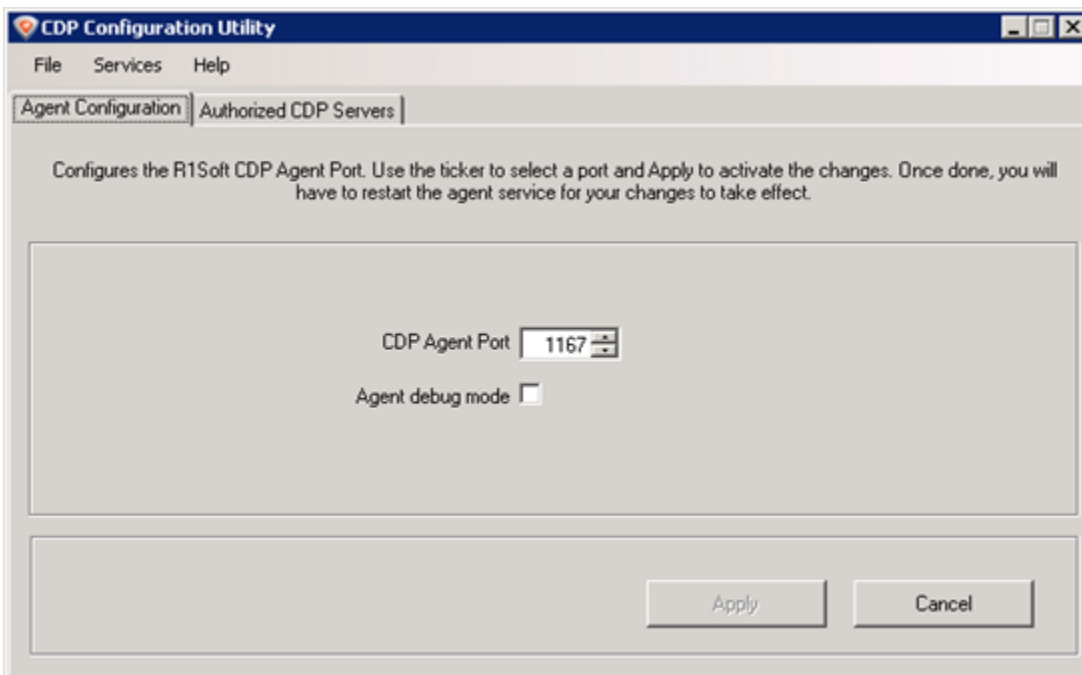 CDP Configuration Utility
File Services Help
Agent Configuration Authorized CDP Servers
Configures the R1Soft CDP Agent Port. Use the ticker to select a port and Apply to activate the changes. Once done, you will
have to restart the agent service for your changes to take effect.
CDP Agent Port 1167
Agent debug mode
Apply Cancel